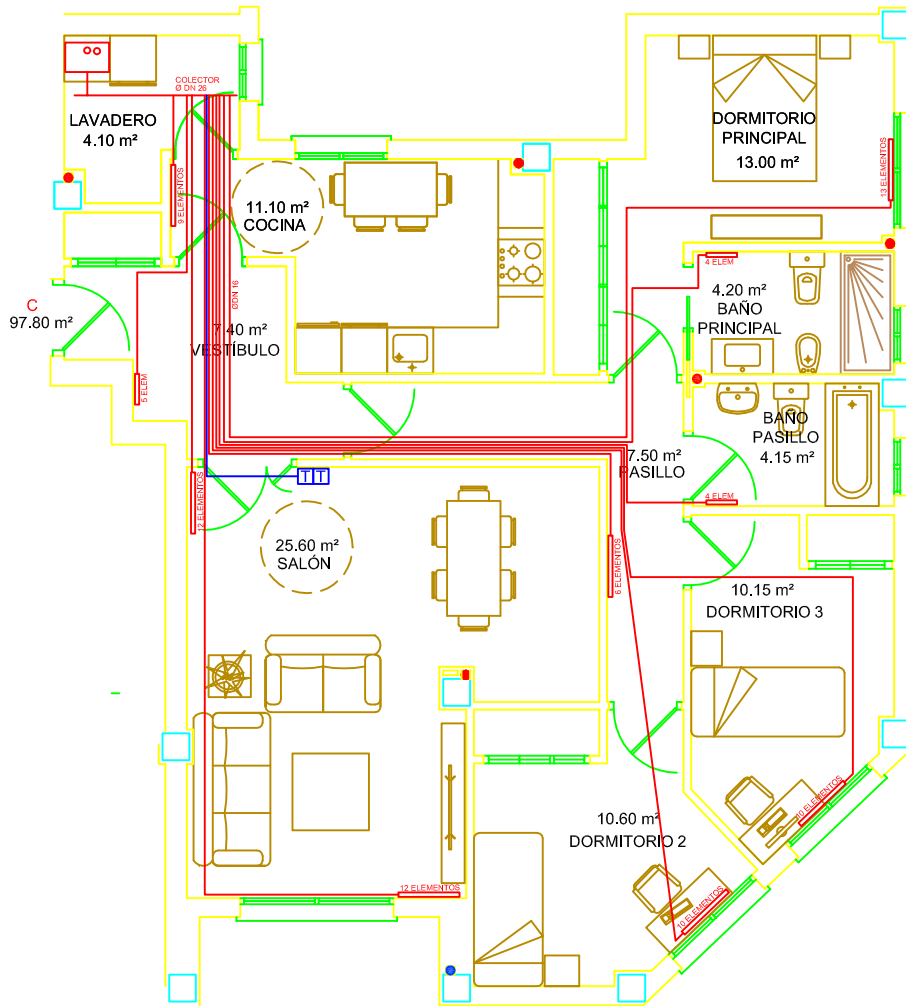 COLECTOR
Ø DN 26
LAVADERO
4.10 m²
DORMITORIO
PRINCIPAL
13.00 m²
13 ELEMENTOS
9 ELEMENTOS
11.10 m²
COCINA
4 ELEM
4.20 m²
BAÑO
PRINCIPAL
C
97.80 m²
ØDN 16
7.40 m²
VESTÍBULO
5 ELEM
BAÑO
PASILLO
4.15 m²
7.50 m²
PASILLO
TT
4 ELEM
12 ELEMENTOS
25.60 m²
SALÓN
6 ELEMENTOS
10.15 m²
DORMITORIO 3
10 ELEMENTOS
10.60 m²
DORMITORIO 2
12 ELEMENTOS
10 ELEMENTOS